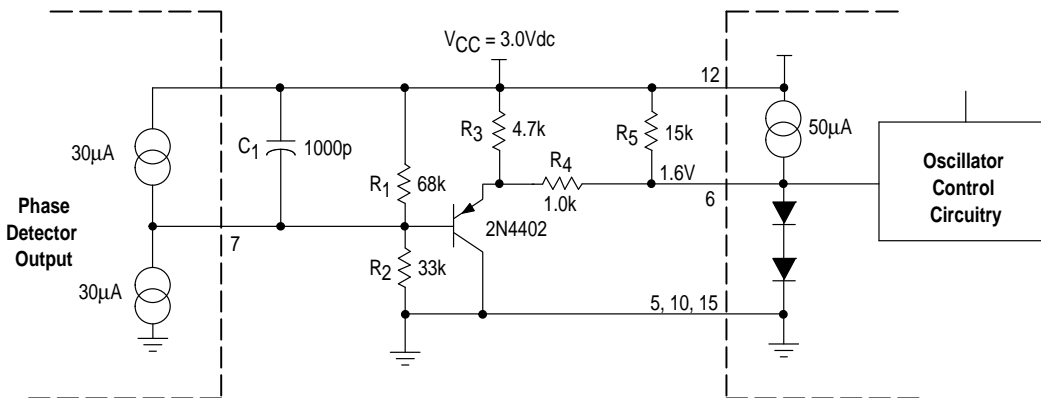 VCC = 3.0Vdc
12
R3 4.7k
R5 15k
50µA
30µA
C1 1000p
R4
1.0k
1.6V
6
Oscillator
Control
Circuitry
R1 68k
Phase
Detector
Output
7
2N4402
R2 33k
30µA
5, 10, 15